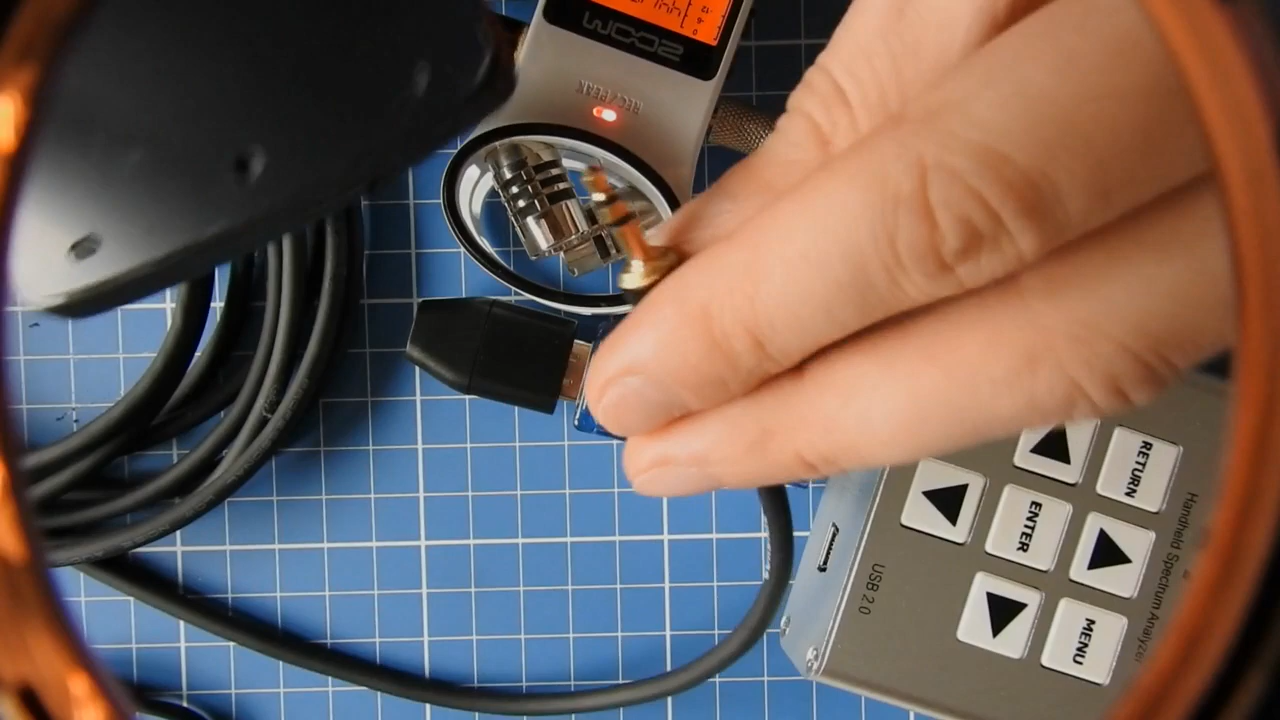 ZOOM
REC/PEAK
RETURN
ENTER
MENU
USB 2.0
Handheld Spectrum Analyzer